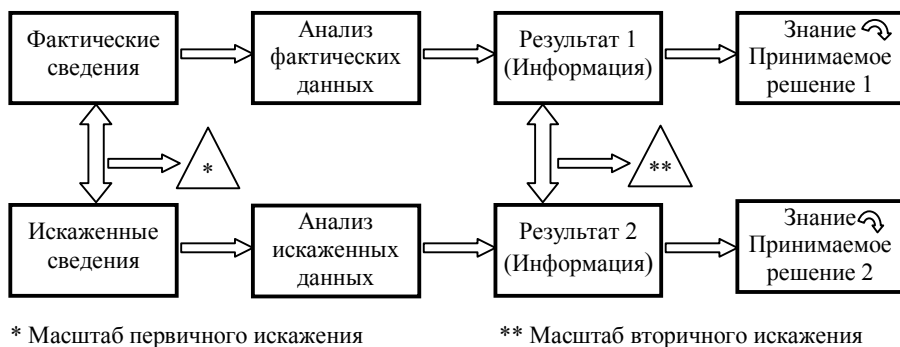 Фактические
сведения
Анализ
фактических
данных
Результат 1
(Информация)
Знание
Принимаемое
решение 1
*
**
Искаженные
сведения
Анализ
искаженных
данных
Результат 2
(Информация)
Знание
Принимаемое
решение 2
* Масштаб первичного искажения
** Масштаб вторичного искажения